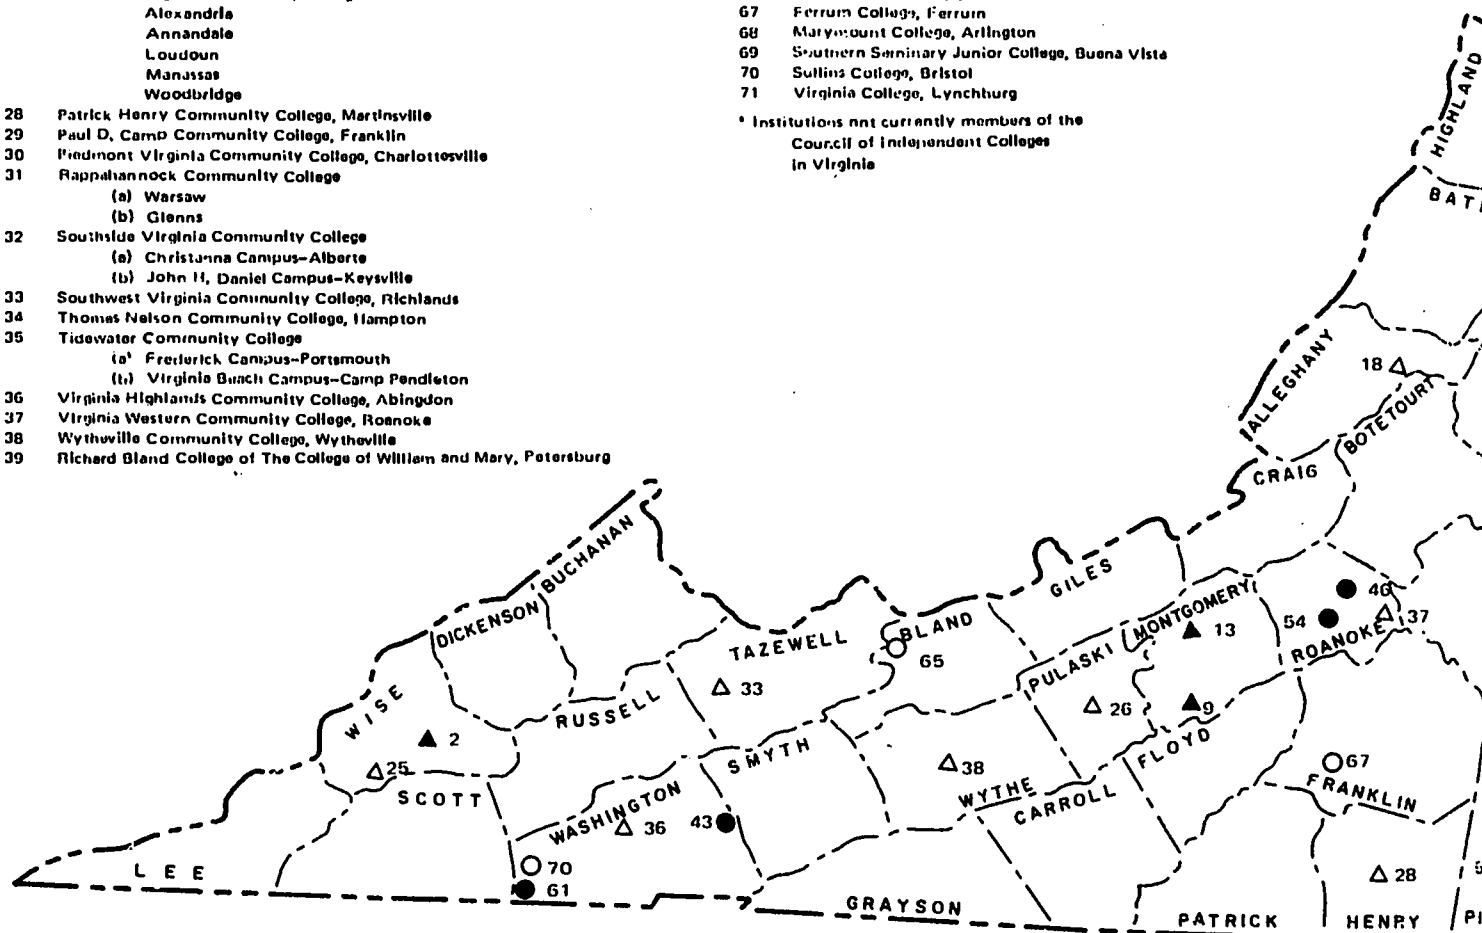 Alexandria
Annandale
Loudoun
Manassas
Woodbridge
28 Patrick Henry Community College, Martinsville
29 Paul D, Camp Community College, Franklin
30 Piedmont Virginia Community College, Charlottesville
31 Rappahannock Community College
(a) Warsaw
(b) Glenns
32 Southside Virginia Community College
(a) Christanna Campus-Alberta
(b) John H, Daniel Campus-Keysville
33 Southwest Virginia Community College, Richlands
34 Thomas Nelson Community College, Hampton
35 Tidewater Community College
(a) Frederick Campus-Portsmouth
(b) Virginia Beach Campus-Camp Pendleton
36 Virginia Highlands Community College, Abingdon
37 Virginia Western Community College, Roanoke
38 Wytheville Community College, Wytheville
39 Richard Bland College of The College of William and Mary, Petersburg
67 Ferrum College, Ferrum
68 Marymount College, Arlington
69 Southern Seminary Junior College, Buena Vista
70 Sullins College, Bristol
71 Virginia College, Lynchburg
* Institutions not currently members of the
Council of Independent Colleges
in Virginia
HIGHLAND
BAT
ALLEGHANY
18
BOTETOURT
CRAIG
BUCHANAN
DICKENSON
GILES
BLAND
TAZEWELL
65
MONTGOMERY
13
46
54
37
ROANOKE
PULASKI
33
RUSSELL
WISE
2
25
SCOTT
26
9
FLOYD
SMYTH
38
WYTHE
CARROLL
67
FRANKLIN
WASHINGTON
36
43
70
61
LEE
28
GRAYSON
PATRICK
HENRY